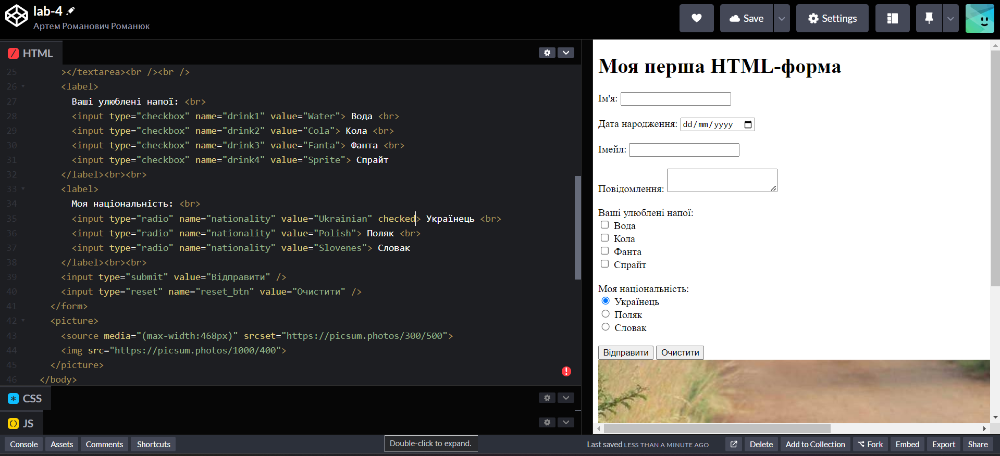 lab-4
Артем Романович Романюк
Save
Settings
HTML
25 ></textarea><br /><br />
26 <label>
27 Ваші улюблені напої: <br>
28 <input type="checkbox" name="drink1" value="Water"> Вода <br>
29 <input type="checkbox" name="drink2" value="Cola"> Кола <br>
30 <input type="checkbox" name="drink3" value="Fanta"> Фанта <br>
31 <input type="checkbox" name="drink4" value="Sprite"> Спрайт
32 </label><br><br>
33 <label>
34 Моя національність: <br>
35 <input type="radio" name="nationality" value="Ukrainian" checked> Українець <br>
36 <input type="radio" name="nationality" value="Polish"> Поляк <br>
37 <input type="radio" name="nationality" value="Slovenes"> Словак
38 </label><br><br>
39 <input type="submit" value="Відправити" />
40 <input type="reset" name="reset_btn" value="Очистити" />
41 </form>
42 <picture>
43 <source media="(max-width:468px)" srcset="https://picsum.photos/300/500">
44 <img src="https://picsum.photos/1000/400">
45 </picture>
46 </body>
CSS
JS
Моя перша HTML-форма
Ім'я:
Дата народження: dd/mm/yyyy
Імейл:
Повідомлення:
Ваші улюблені напої:
Вода
Кола
Фанта
Спрайт
Моя національність:
Українець
Поляк
Словак
Відправити Очистити
Console Assets Comments Shortcuts
Double-click to expand.
Last saved LESS THAN A MINUTE AGO
Delete Add to Collection Fork Embed Export Share